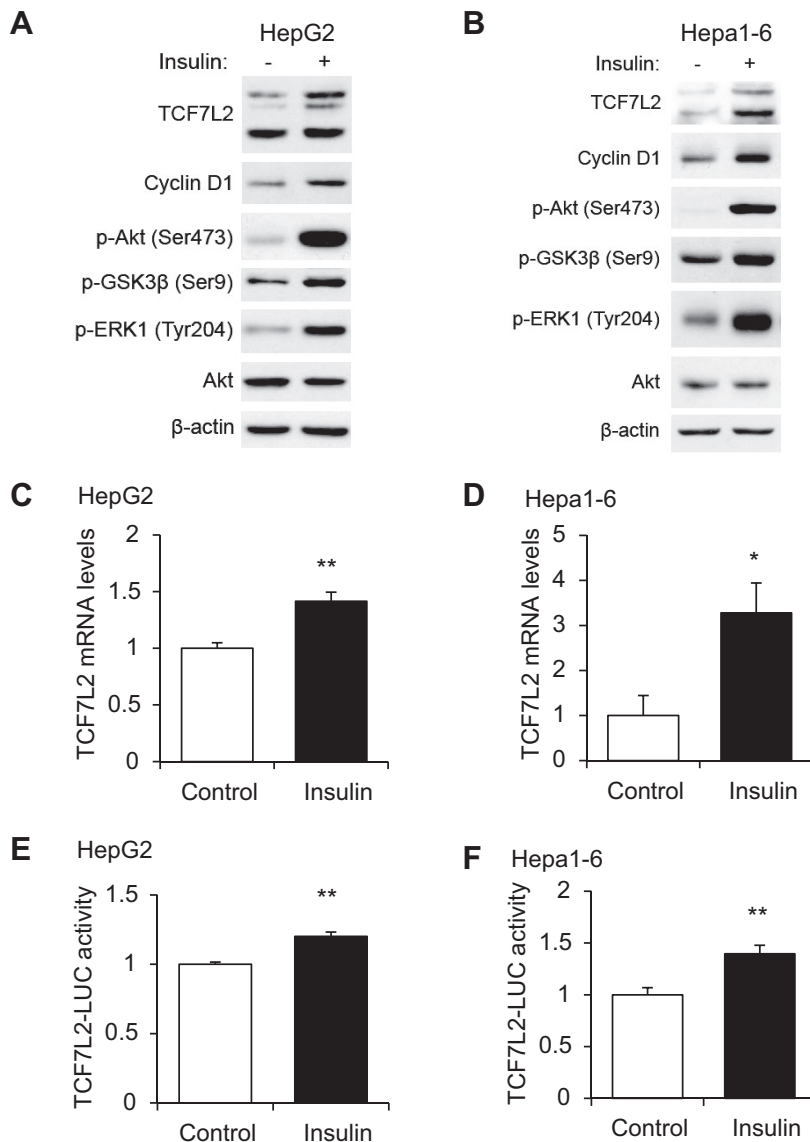 A
HepG2
Insulin: - +
TCF7L2
Cyclin D1
p-Akt (Ser473)
p-GSK3β (Ser9)
p-ERK1 (Tyr204)
Akt
β-actin
B
Hepa1-6
Insulin: - +
TCF7L2
Cyclin D1
p-Akt (Ser473)
p-GSK3β (Ser9)
p-ERK1 (Tyr204)
Akt
β-actin
C HepG2
TCF7L2 mRNA levels
2
1.5
1
0.5
0
**
Control Insulin
D Hepa1-6
TCF7L2 mRNA levels
5
4
3
2
1
0
*
Control Insulin
E HepG2
TCF7L2-LUC activity
1.5
1
0.5
0
**
Control Insulin
F Hepa1-6
TCF7L2-LUC activity
2
1.5
1
0.5
0
**
Control Insulin